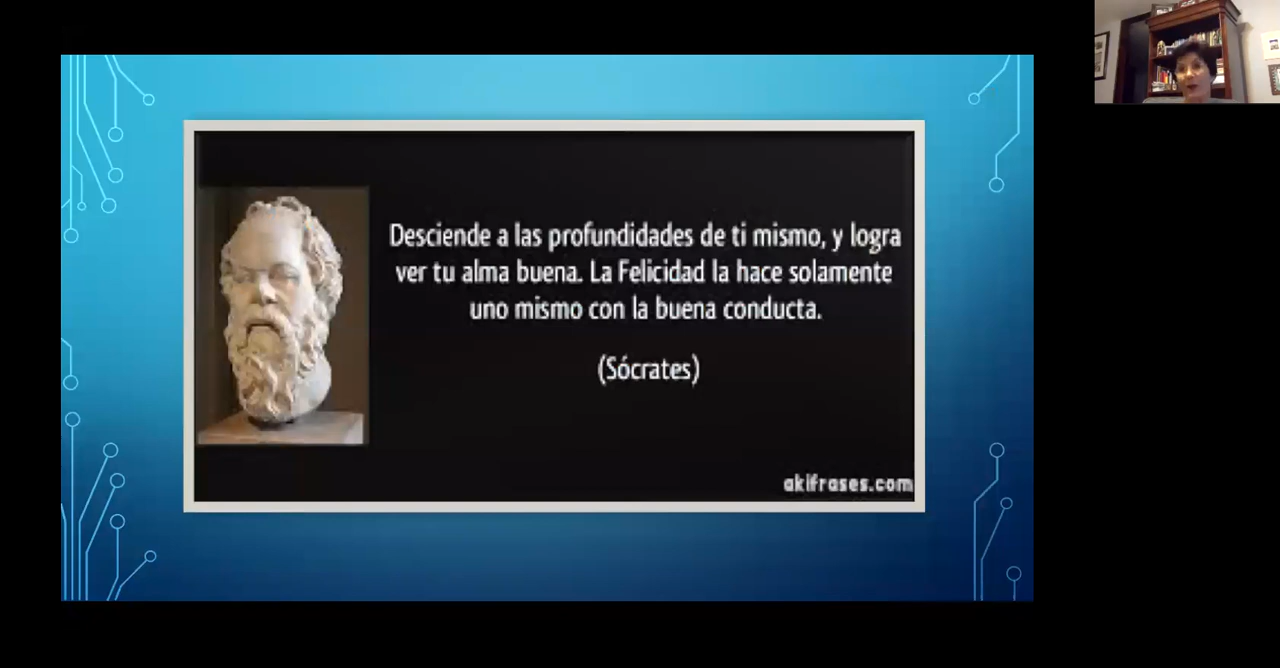 Desciende a las profundidades de ti mismo, y logra
ver tu alma buena. La Felicidad la hace solamente
uno mismo con la buena conducta.
(Sócrates)
akifrases.com